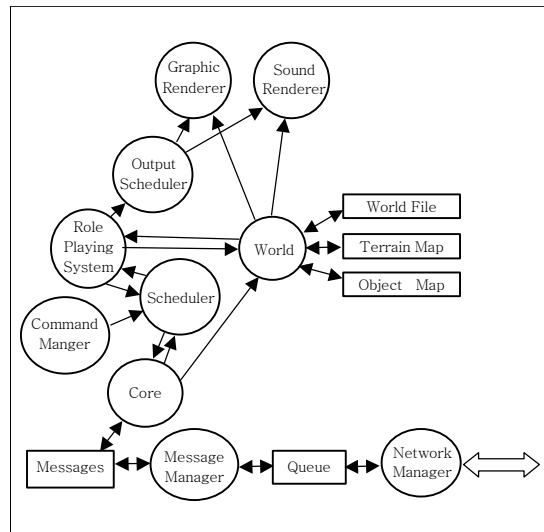 Graphic
Renderer
Sound
Renderer
Output
Scheduler
Role
Playing
System
World
World File
Terrain Map
Object Map
Scheduler
Command
Manger
Core
Messages
Message
Manager
Queue
Network
Manager